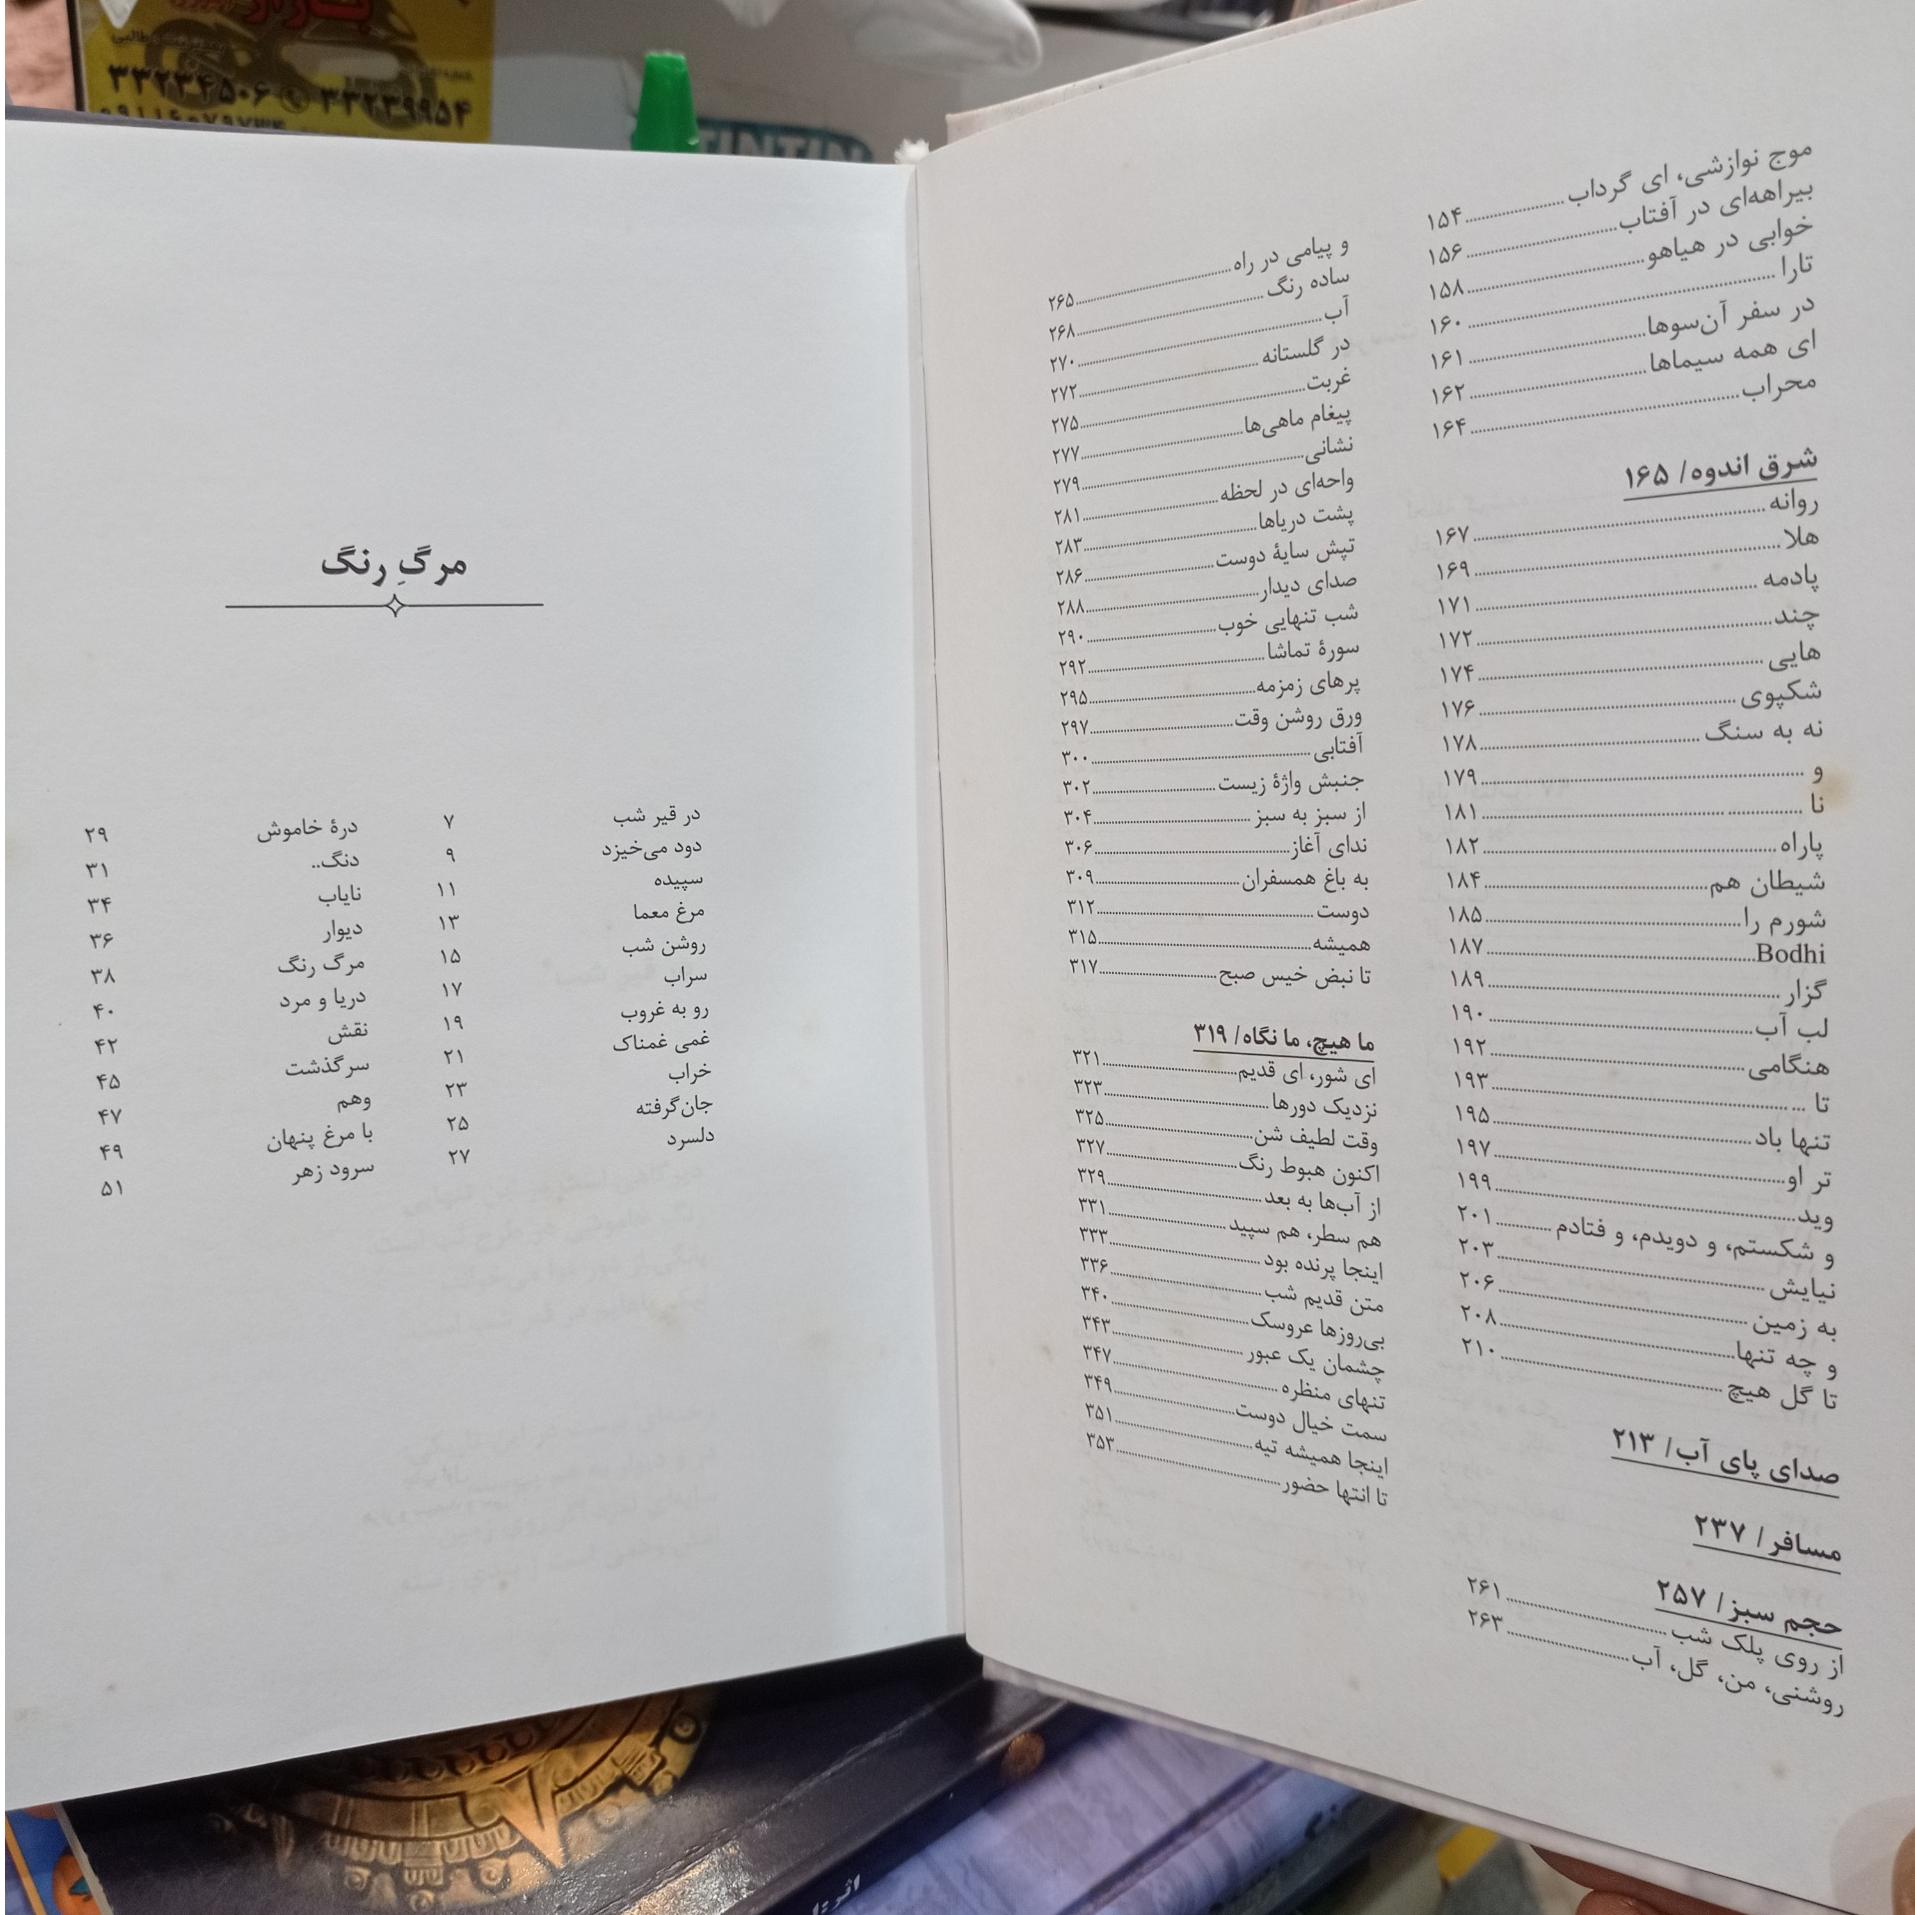 ۳۳۲۳۴۵۰۶ ۳۳۲۳۹۹۵۴
TINTIN
موج نوازشی، ای گرداب ۱۵۴
بیراهه‌ای در آفتاب ۱۵۶
خوابی در هیاهو ۱۵۸
تارا ۱۶۰
در سفر آن‌سوها ۱۶۱
ای همه سیماها ۱۶۲
محراب ۱۶۴
شرق اندوه/ ۱۶۵
روانه ۱۶۷
هلا ۱۶۹
پادمه ۱۷۱
چند ۱۷۲
هایی ۱۷۴
شکپوی ۱۷۶
نه به سنگ ۱۷۸
و ۱۷۹
نا ۱۸۱
پاراه ۱۸۲
شیطان هم ۱۸۴
شورم را ۱۸۵
Bodhi ۱۸۷
گزار ۱۸۹
لب آب ۱۹۰
هنگامی ۱۹۲
تا ... ۱۹۳
تنها باد ۱۹۵
تر او ۱۹۷
وید ۱۹۹
و شکستم، و دویدم، و فتادم ۲۰۱
نیایش ۲۰۳
به زمین ۲۰۶
و چه تنها ۲۰۸
تا گل هیچ ۲۱۰
صدای پای آب/ ۲۱۳
مسافر/ ۲۳۷
حجم سبز/ ۲۵۷
از روی پلک شب ۲۶۱
روشنی، من، گل، آب ۲۶۳
و پیامی در راه ۲۶۵
ساده رنگ ۲۶۸
آب ۲۷۰
در گلستانه ۲۷۲
غربت ۲۷۵
پیغام ماهی‌ها ۲۷۷
نشانی ۲۷۹
واحه‌ای در لحظه ۲۸۱
پشت دریاها ۲۸۳
تپش سایۀ دوست ۲۸۶
صدای دیدار ۲۸۸
شب تنهایی خوب ۲۹۰
سورۀ تماشا ۲۹۲
پرهای زمزمه ۲۹۵
ورق روشن وقت ۲۹۷
آفتابی ۳۰۰
جنبش واژۀ زیست ۳۰۲
از سبز به سبز ۳۰۴
ندای آغاز ۳۰۶
به باغ همسفران ۳۰۹
دوست ۳۱۲
همیشه ۳۱۵
تا نبض خیس صبح ۳۱۷
ما هیچ، ما نگاه/ ۳۱۹
ای شور، ای قدیم ۳۲۱
نزدیک دورها ۳۲۳
وقت لطیف شن ۳۲۵
اکنون هبوط رنگ ۳۲۷
از آب‌ها به بعد ۳۲۹
هم سطر، هم سپید ۳۳۱
اینجا پرنده بود ۳۳۳
متن قدیم شب ۳۳۶
بی‌روزها عروسک ۳۴۰
چشمان یک عبور ۳۴۳
تنهای منظره ۳۴۷
سمت خیال دوست ۳۴۹
اینجا همیشه تیه ۳۵۱
تا انتها حضور ۳۵۳
مرگِ رنگ
در قیر شب ۷
دود می‌خیزد ۹
سپیده ۱۱
مرغ معما ۱۳
روشن شب ۱۵
سراب ۱۷
رو به غروب ۱۹
غمی غمناک ۲۱
خراب ۲۳
جان‌گرفته ۲۵
دلسرد ۲۷
درۀ خاموش ۲۹
دنگ.. ۳۱
نایاب ۳۴
دیوار ۳۶
مرگ رنگ ۳۸
دریا و مرد ۴۰
نقش ۴۲
سرگذشت ۴۵
وهم ۴۷
با مرغ پنهان ۴۹
سرود زهر ۵۱